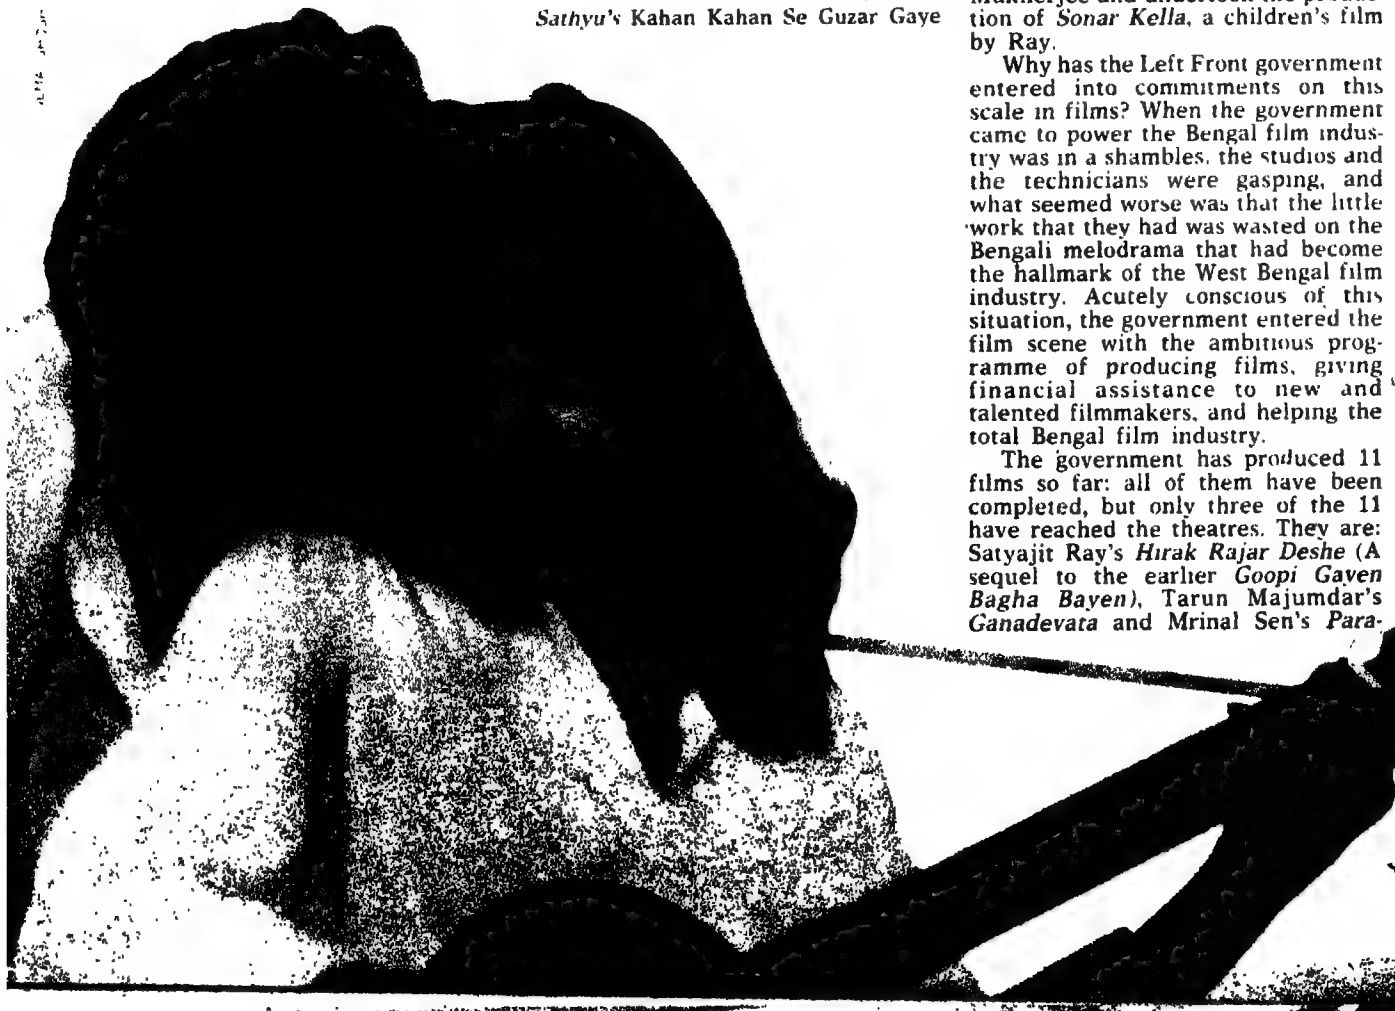 Sathyu's Kahan Kahan Se Guzar Gaye
tion of Sonar Kella, a children's film
by Ray.
Why has the Left Front government
entered into commitments on this
scale in films? When the government
came to power the Bengal film indus-
try was in a shambles, the studios and
the technicians were gasping, and
what seemed worse was that the little
work that they had was wasted on the
Bengali melodrama that had become
the hallmark of the West Bengal film
industry. Acutely conscious of this
situation, the government entered the
film scene with the ambitious prog-
ramme of producing films, giving
financial assistance to new and
talented filmmakers, and helping the
total Bengal film industry.
The government has produced 11
films so far: all of them have been
completed, but only three of the 11
have reached the theatres. They are:
Satyajit Ray's Hirak Rajar Deshe (A
sequel to the earlier Goopi Gayen
Bagha Bayen), Tarun Majumdar's
Ganadevata and Mrinal Sen's Para-